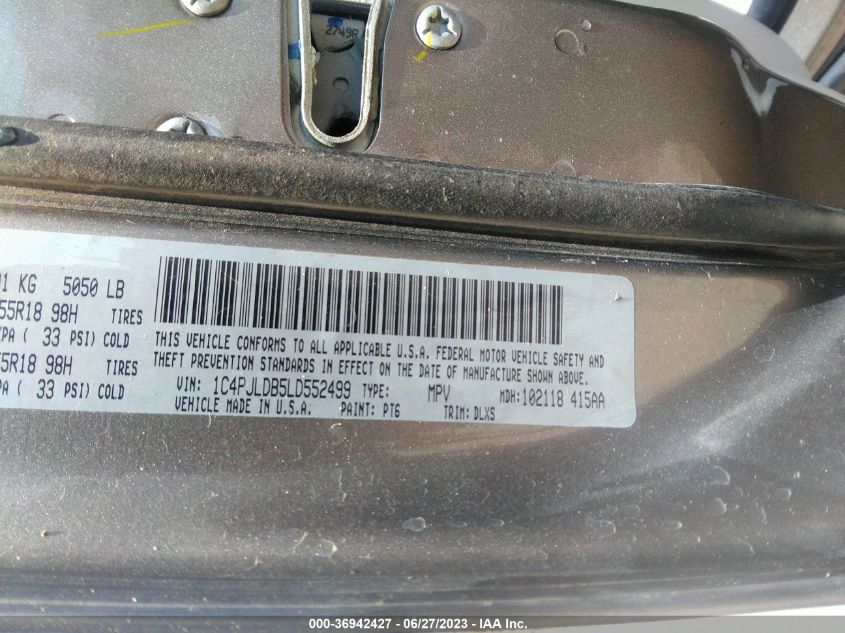 2749R
01 KG 5050 LB
55R18 98H TIRES
KPA ( 33 PSI) COLD
5R18 98H TIRES
PA ( 33 PSI) COLD
THIS VEHICLE CONFORMS TO ALL APPLICABLE U.S.A. FEDERAL MOTOR VEHICLE SAFETY AND
THEFT PREVENTION STANDARDS IN EFFECT ON THE DATE OF MANUFACTURE SHOWN ABOVE.
VIN: 1C4PJLDB5LD552499 TYPE: MPV MDH:102118 415AA
VEHICLE MADE IN U.S.A. PAINT: PT6 TRIM: DLXS
000-36942427 - 06/27/2023 - IAA Inc.